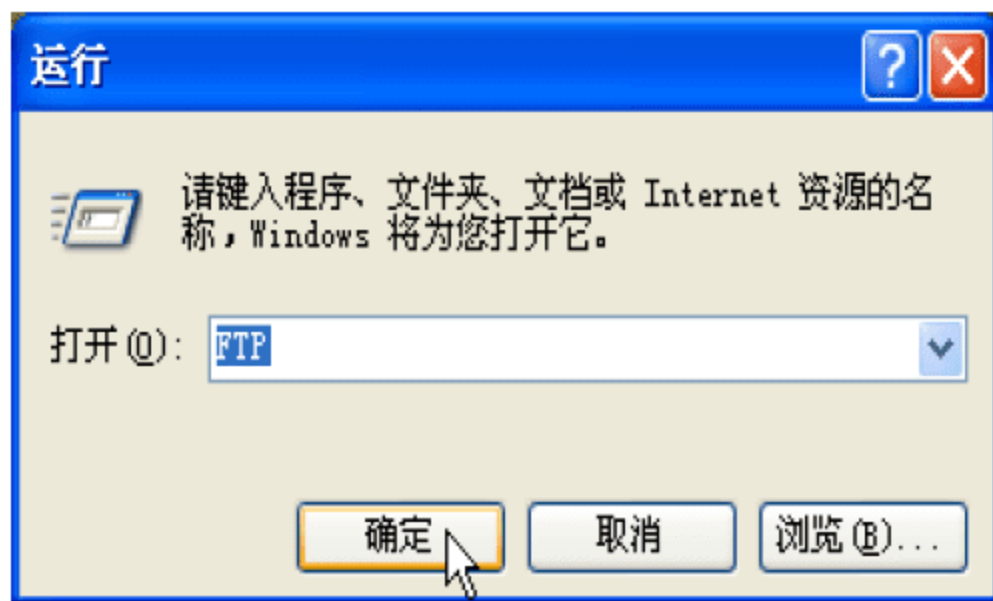 运行
请键入程序、文件夹、文档或 Internet 资源的名
称,Windows 将为您打开它。
打开(O): FTP
确定 取消 浏览(B)...